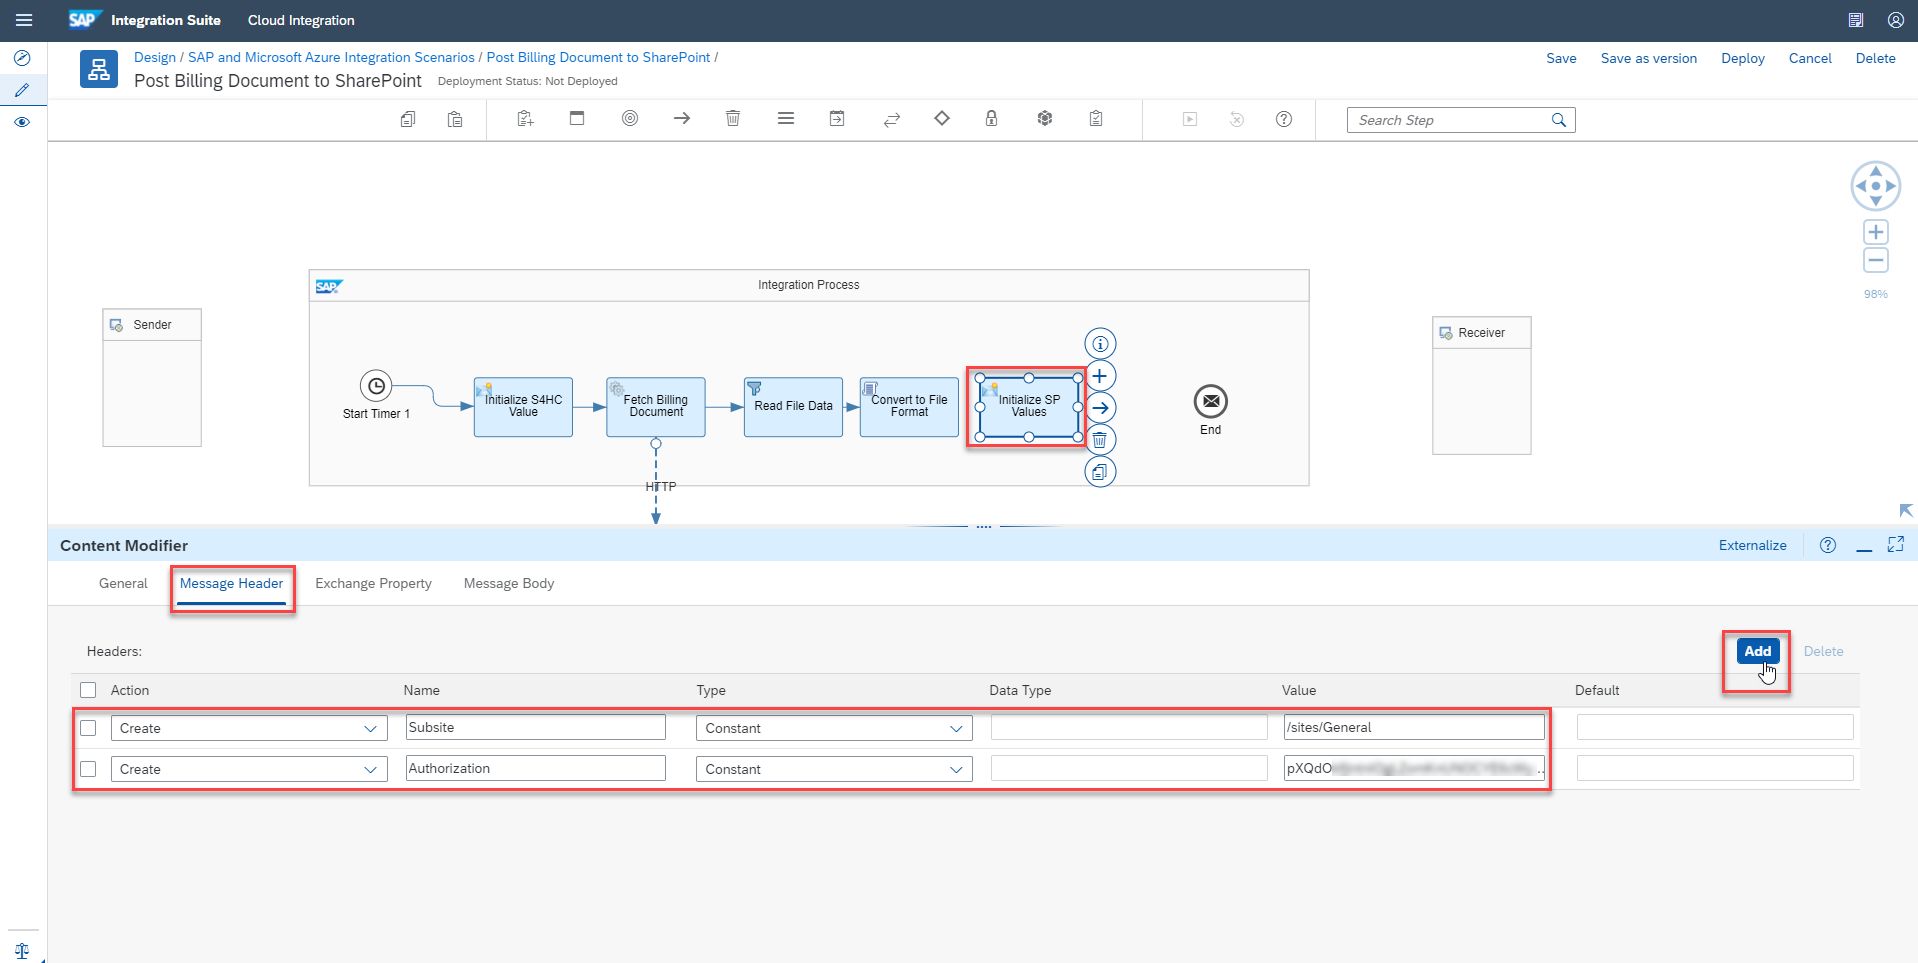 SAP Integration Suite Cloud Integration
Design / SAP and Microsoft Azure Integration Scenarios / Post Billing Document to SharePoint /
Save Save as version Deploy Cancel Delete
Post Billing Document to SharePoint Deployment Status: Not Deployed
Search Step
98%
SAP Integration Process
Sender
Receiver
Start Timer 1
Initialize S4HC
Value
Fetch Billing
Document
Read File Data
Convert to File
Format
Initialize SP
Values
End
HTTP
Content Modifier Externalize
General Message Header Exchange Property Message Body
Headers: Add Delete
Action Name Type Data Type Value Default
Create Subsite Constant /sites/General
Create Authorization Constant pXQdO